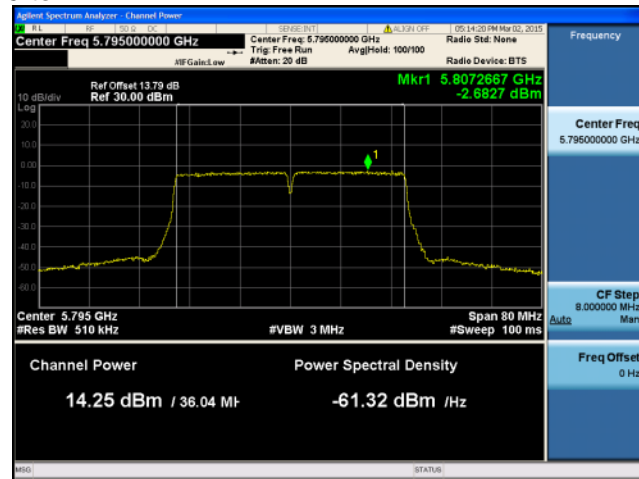 Agilent Spectrum Analyzer - Channel Power
RL RF 50 Ω DC SENSE:INT ALIGN OFF 05:14:20 PM Mar 02, 2015
Center Freq 5.795000000 GHz
Center Freq: 5.795000000 GHz Radio Std: None
Trig: Free Run Avg|Hold: 100/100
#IFGain:Low #Atten: 20 dB Radio Device: BTS
Frequency
Mkr1 5.8072667 GHz
-2.6827 dBm
Ref Offset 13.79 dB
10 dB/div Ref 30.00 dBm
Log
20.0
10.0
0.00
-10.0
-20.0
-30.0
-40.0
-50.0
-60.0
1
Center Freq
5.795000000 GHz
Center 5.795 GHz Span 80 MHz
#Res BW 510 kHz #VBW 3 MHz #Sweep 100 ms
CF Step
8.000000 MHz
Auto Man
Freq Offset
0 Hz
Channel Power Power Spectral Density
14.25 dBm / 36.04 MH -61.32 dBm /Hz
MSG STATUS